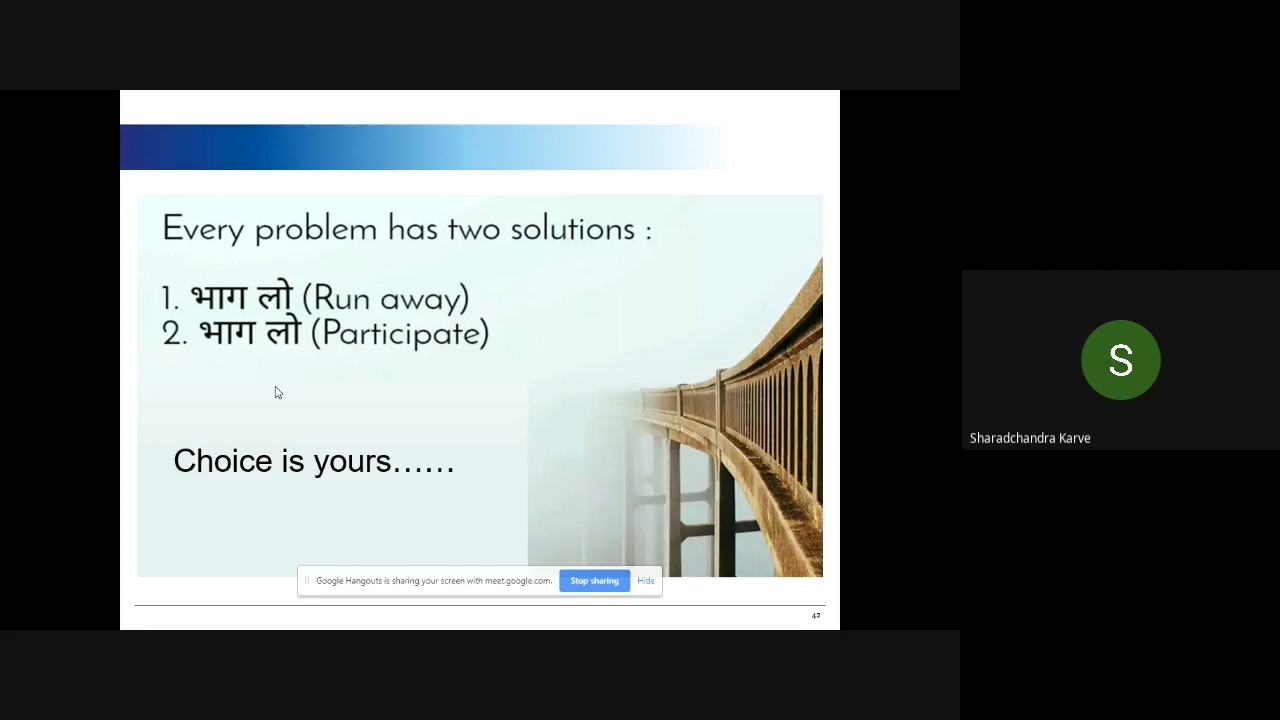 Every problem has two solutions :
1. भाग लो (Run away)
2. भाग लो (Participate)
Choice is yours......
Google Hangouts is sharing your screen with meet.google.com.
Stop sharing
Hide
42
S
Sharadchandra Karve